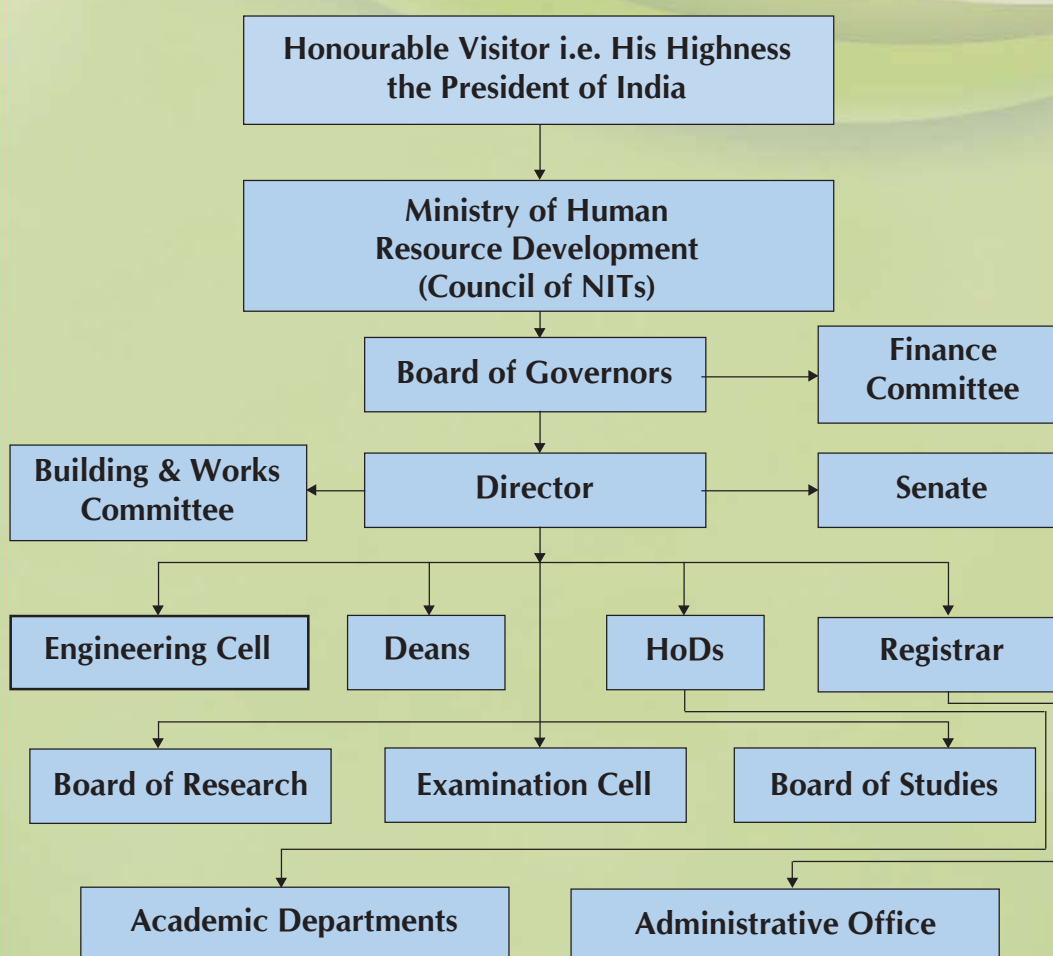 Honourable Visitor i.e. His Highness
the President of India
Ministry of Human
Resource Development
(Council of NITs)
Board of Governors
Finance
Committee
Building & Works
Committee
Director
Senate
Engineering Cell
Deans
HoDs
Registrar
Board of Research
Examination Cell
Board of Studies
Academic Departments
Administrative Office